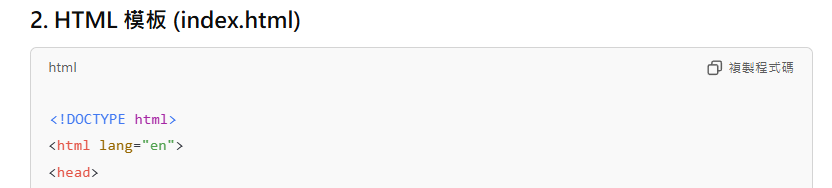 2. HTML 模板 (index.html)
html
複製程式碼
<!DOCTYPE html>
<html lang="en">
<head>